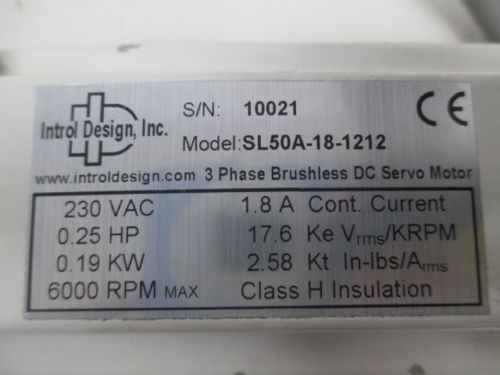 Introl Design, Inc.
S/N: 10021
Model:SL50A-18-1212
CE
www.introldesign.com 3 Phase Brushless DC Servo Motor
230 VAC 1.8 A Cont. Current
0.25 HP 17.6 Ke Vrms/KRPM
0.19 KW 2.58 Kt In-lbs/Arms
6000 RPM MAX Class H Insulation